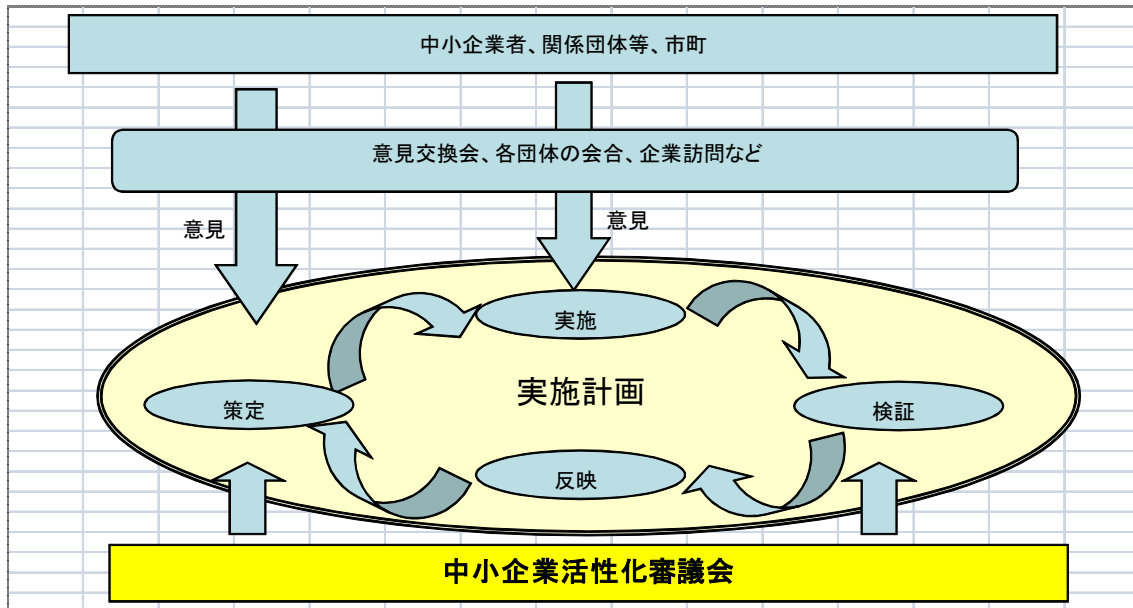 中小企業者、関係団体等、市町
意見交換会、各団体の会合、企業訪問など
意見
意見
実施
実施計画
策定
検証
反映
中小企業活性化審議会